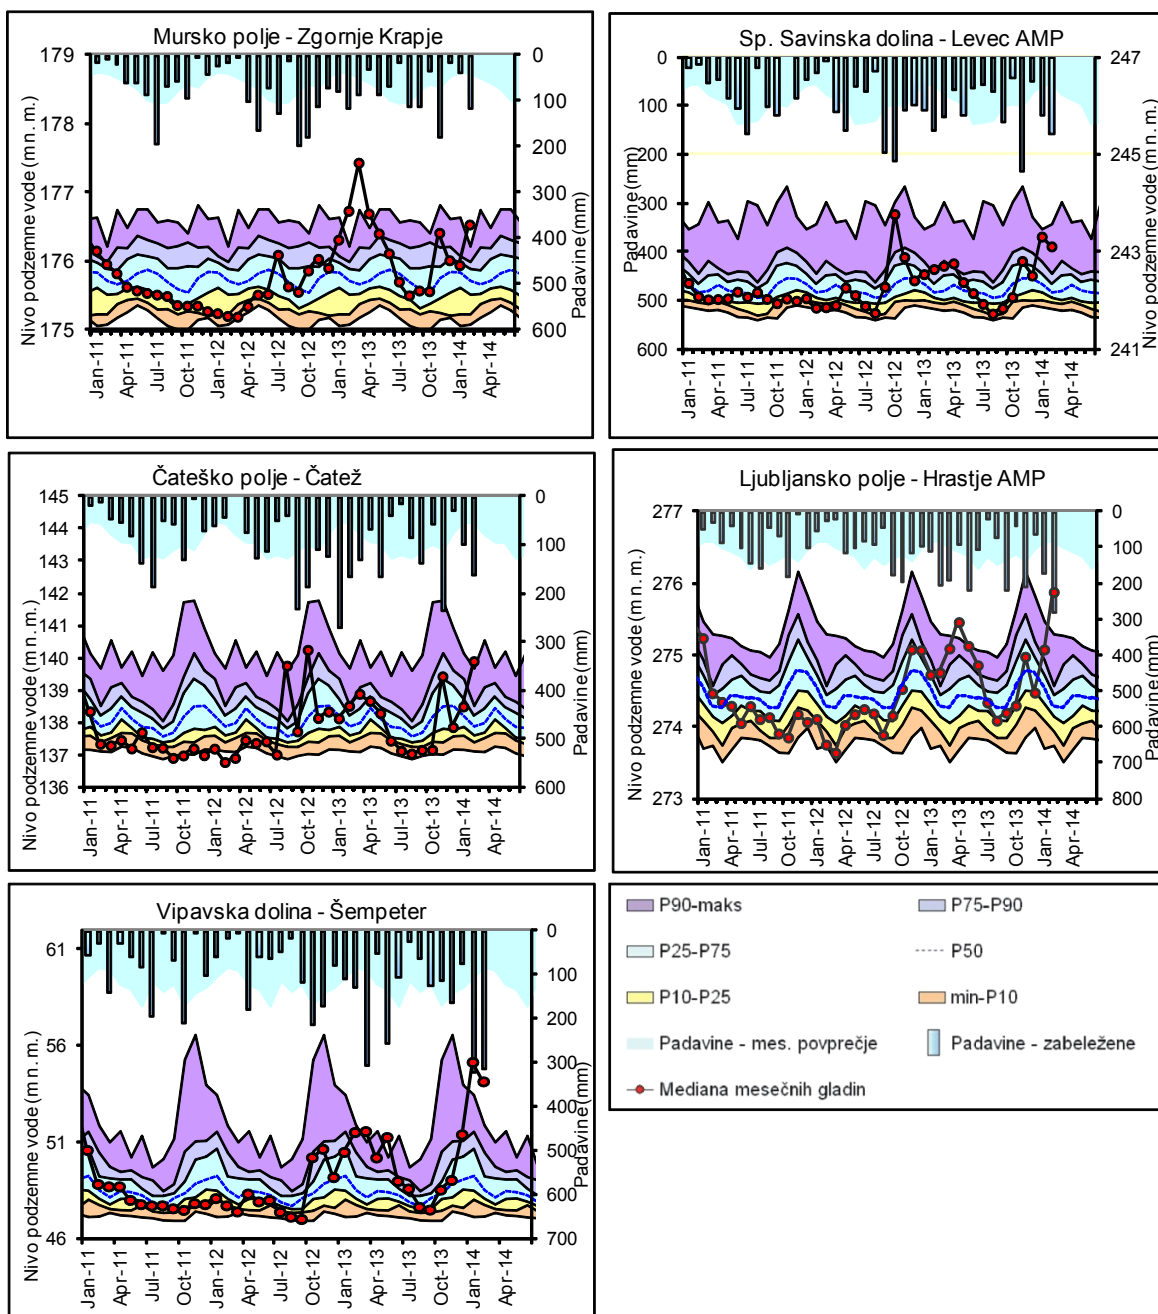 Mursko polje - Zgornje Krapje
Nivo podzemne vode (m n. m.)
179
178
177
176
175
0
100
200
300
400
500
600
Padavine (mm)
Jan-11
Apr-11
Jul-11
Oct-11
Jan-12
Apr-12
Jul-12
Oct-12
Jan-13
Apr-13
Jul-13
Oct-13
Jan-14
Apr-14
Sp. Savinska dolina - Levec AMP
Padavine (mm)
0
100
200
300
400
500
600
247
245
243
241
Nivo podzemne vode (m n. m.)
Jan-11
Apr-11
Jul-11
Oct-11
Jan-12
Apr-12
Jul-12
Oct-12
Jan-13
Apr-13
Jul-13
Oct-13
Jan-14
Apr-14
Čateško polje - Čatež
Nivo podzemne vode (m n. m.)
145
144
143
142
141
140
139
138
137
136
0
100
200
300
400
500
600
Padavine (mm)
Jan-11
Apr-11
Jul-11
Oct-11
Jan-12
Apr-12
Jul-12
Oct-12
Jan-13
Apr-13
Jul-13
Oct-13
Jan-14
Apr-14
Ljubljansko polje - Hrastje AMP
Nivo podzemne vode (m n. m.)
277
276
275
274
273
0
100
200
300
400
500
600
700
800
Padavine (mm)
Jan-11
Apr-11
Jul-11
Oct-11
Jan-12
Apr-12
Jul-12
Oct-12
Jan-13
Apr-13
Jul-13
Oct-13
Jan-14
Apr-14
Vipavska dolina - Šempeter
Nivo podzemne vode (m n. m.)
61
56
51
46
0
100
200
300
400
500
600
700
Padavine (mm)
Jan-11
Apr-11
Jul-11
Oct-11
Jan-12
Apr-12
Jul-12
Oct-12
Jan-13
Apr-13
Jul-13
Oct-13
Jan-14
Apr-14
P90-maks
P75-P90
P25-P75
P50
P10-P25
min-P10
Padavine - mes. povprečje
Padavine - zabeležene
Mediana mesečnih gladin